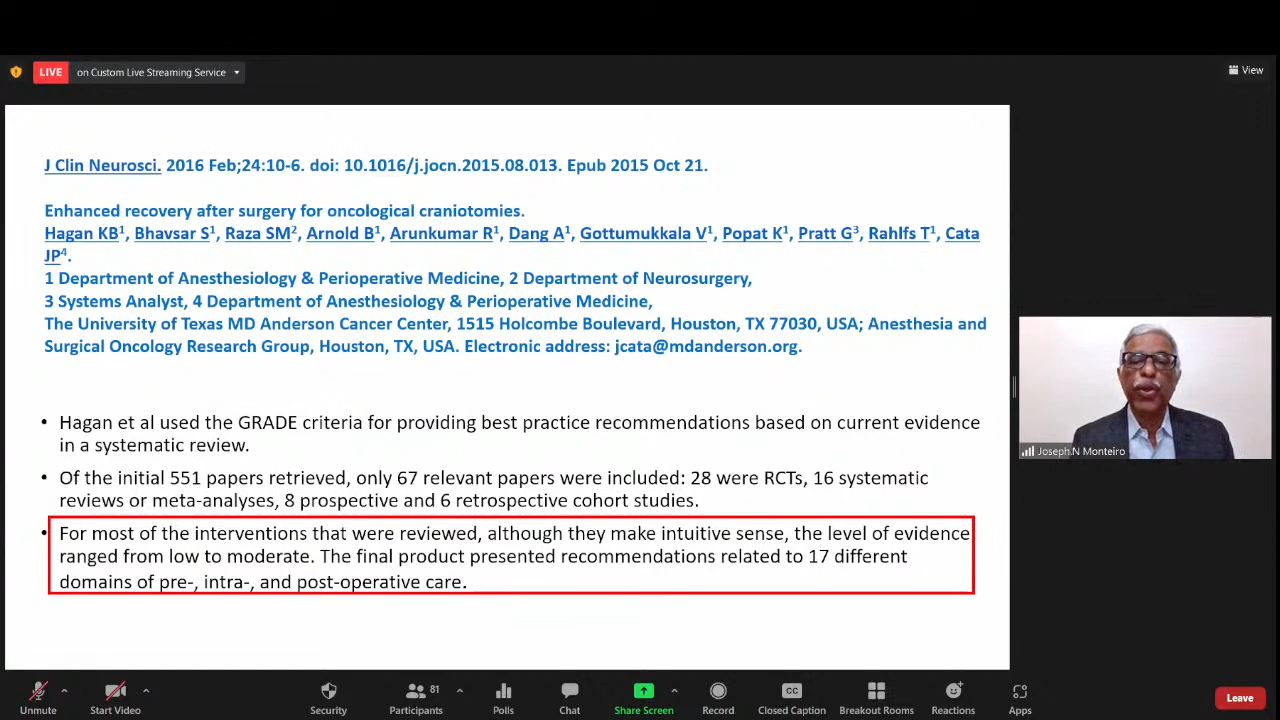 LIVE on Custom Live Streaming Service
View
J Clin Neurosci. 2016 Feb;24:10-6. doi: 10.1016/j.jocn.2015.08.013. Epub 2015 Oct 21.
Enhanced recovery after surgery for oncological craniotomies.
Hagan KB1, Bhavsar S1, Raza SM2, Arnold B1, Arunkumar R1, Dang A1, Gottumukkala V1, Popat K1, Pratt G3, Rahlfs T1, Cata
JP4.
1 Department of Anesthesiology & Perioperative Medicine, 2 Department of Neurosurgery,
3 Systems Analyst, 4 Department of Anesthesiology & Perioperative Medicine,
The University of Texas MD Anderson Cancer Center, 1515 Holcombe Boulevard, Houston, TX 77030, USA; Anesthesia and
Surgical Oncology Research Group, Houston, TX, USA. Electronic address: jcata@mdanderson.org.
• Hagan et al used the GRADE criteria for providing best practice recommendations based on current evidence
in a systematic review.
• Of the initial 551 papers retrieved, only 67 relevant papers were included: 28 were RCTs, 16 systematic
reviews or meta-analyses, 8 prospective and 6 retrospective cohort studies.
• For most of the interventions that were reviewed, although they make intuitive sense, the level of evidence
ranged from low to moderate. The final product presented recommendations related to 17 different
domains of pre-, intra-, and post-operative care.
Joseph.N Monteiro
81
CC
Unmute Start Video Security Participants Polls Chat Share Screen Record Closed Caption Breakout Rooms Reactions Apps Leave